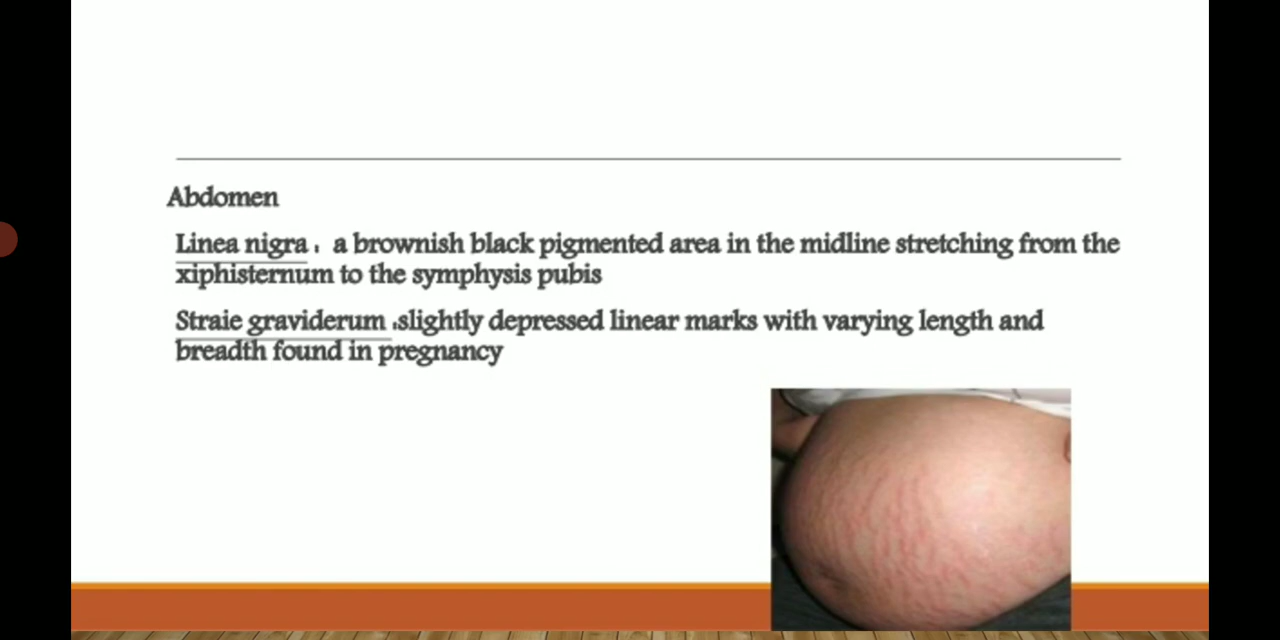 Abdomen
Linea nigra : a brownish black pigmented area in the midline stretching from the
xiphisternum to the symphysis pubis
Straie graviderum :slightly depressed linear marks with varying length and
breadth found in pregnancy